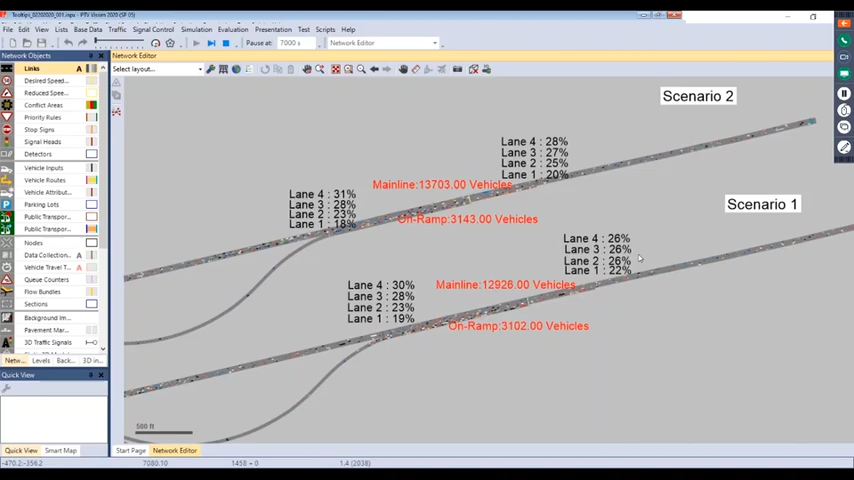 Tooltips_02202020_001.inpx - PTV Vissim 2020 (SP 05)
File Edit View Lists Base Data Traffic Signal Control Simulation Evaluation Presentation Test Scripts Help
Pause at: 7000 s Network Editor
Network Objects
Network Editor
Links A
Select layout...
Desired Speed...
Reduced Speed...
Conflict Areas
Priority Rules
Stop Signs
Signal Heads
Detectors
Vehicle Inputs
Vehicle Routes
Vehicle Attribut...
Parking Lots
Public Transpor...
Public Transpor...
Nodes
Data Collection... A
Vehicle Travel T... A
Queue Counters
Flow Bundles
Sections
Background Im...
Pavement Mar...
3D Traffic Signals
Netw... Levels Back... 3D in...
Quick View
Quick View Smart Map
Scenario 2
Lane 4 : 28%
Lane 3 : 27%
Lane 2 : 25%
Lane 1 : 20%
Mainline:13703.00 Vehicles
Lane 4 : 31%
Lane 3 : 28%
Lane 2 : 23%
Lane 1 : 18%
On-Ramp:3143.00 Vehicles
Scenario 1
Lane 4 : 26%
Lane 3 : 26%
Lane 2 : 26%
Lane 1 : 22%
Mainline:12926.00 Vehicles
Lane 4 : 30%
Lane 3 : 28%
Lane 2 : 23%
Lane 1 : 19%
On-Ramp:3102.00 Vehicles
500 ft
Start Page Network Editor
-470.2:-356.2 7080.10 1458 + 0 1.4 (2038)